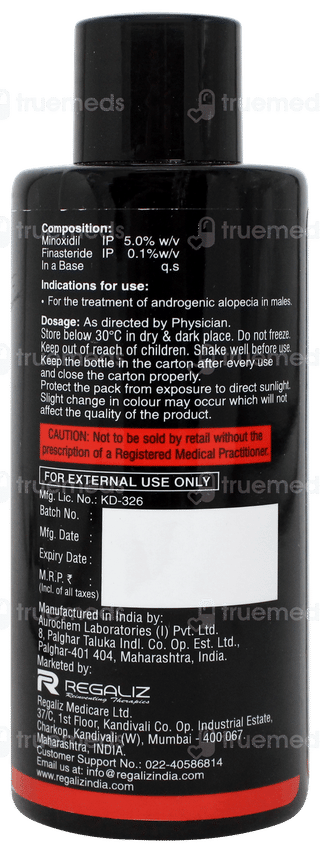 truemeds
Composition:
Minoxidil IP 5.0% w/v
Finasteride IP 0.1%w/v
In a Base q.s
Indications for use:
• For the treatment of androgenic alopecia in males.
Dosage: As directed by Physician.
Store below 30°C in dry & dark place. Do not freeze.
Keep out of reach of children. Shake well before use.
Keep the bottle in the carton after every use
and close the carton properly.
Protect the pack from exposure to direct sunlight.
Slight change in colour may occur which will not
affect the quality of the product.
CAUTION: Not to be sold by retail without the
prescription of a Registered Medical Practitioner.
FOR EXTERNAL USE ONLY
Mfg. Lic. No.: KD-326
Batch No. :
Mfg. Date :
Expiry Date :
M.R.P. ₹ :
(Incl. of all taxes)
Manufactured in India by:
Aurochem Laboratories (I) Pvt. Ltd.
8, Palghar Taluka Indl. Co. Op. Est. Ltd.,
Palghar-401 404, Maharashtra, India.
Marketed by:
REGALIZ
Reinventing Therapies
Regaliz Medicare Ltd.
37/C, 1st Floor, Kandivali Co. Op. Industrial Estate,
Charkop, Kandivali (W), Mumbai - 400 067.
Maharashtra, INDIA.
Customer Support No.: 022-40586814
Email us at: info@regalizindia.com
www.regalizindia.com